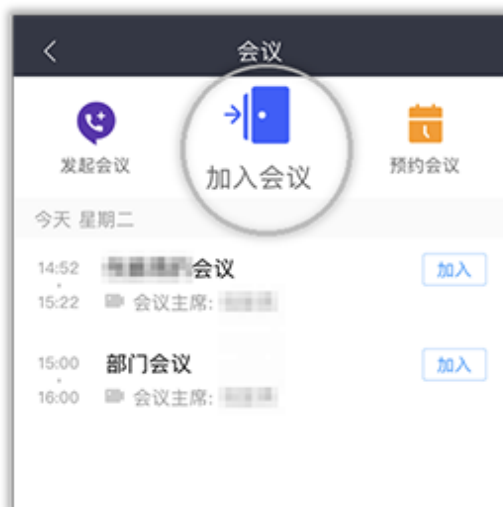 会议
发起会议
加入会议
预约会议
今天 星期二
14:52
会议
加入
15:22
会议主席:
15:00
部门会议
加入
16:00
会议主席: